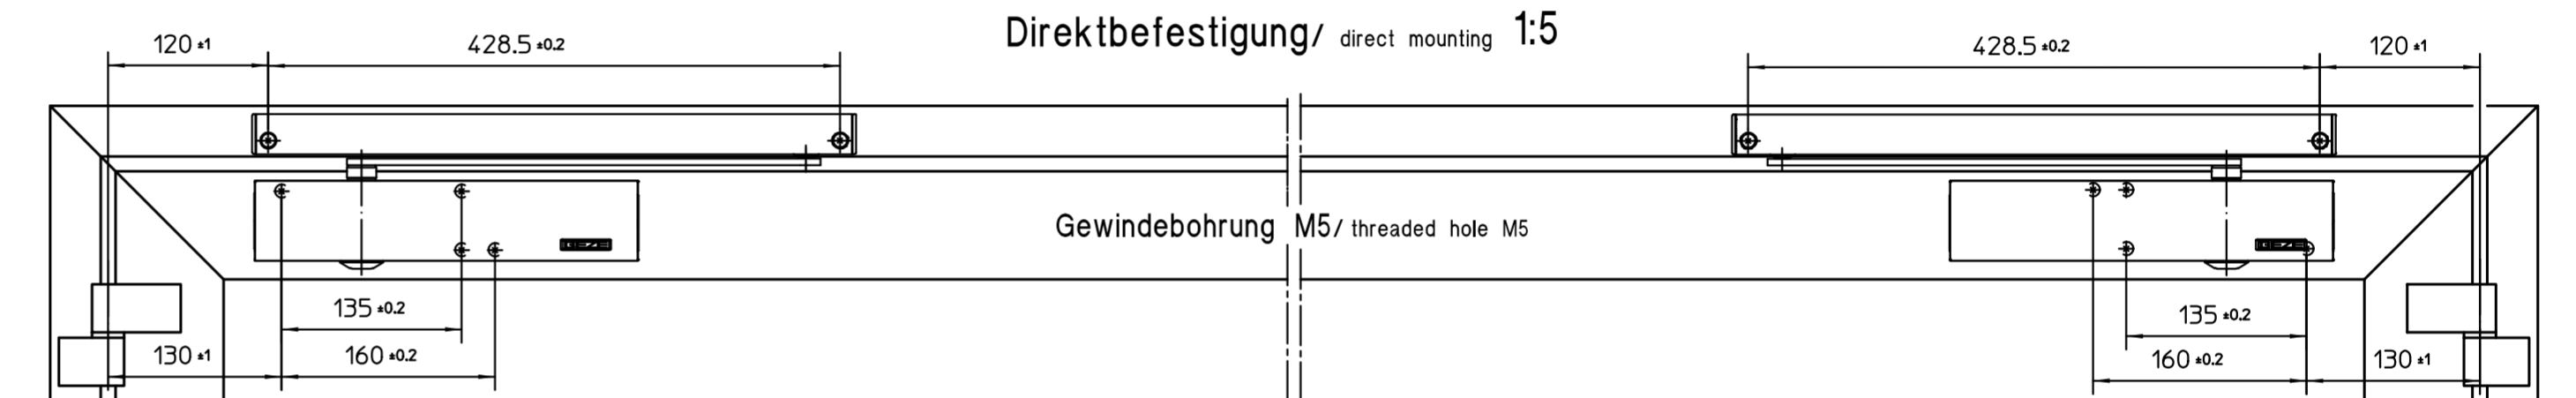 Direktbefestigung/ direct mounting 1:5
120 ±1 428.5 ±0.2 428.5 ±0.2 120 ±1
Gewindebohrung M5/ threaded hole M5
GEZE GEZE
135 ±0.2 135 ±0.2
130 ±1 160 ±0.2 160 ±0.2 130 ±1